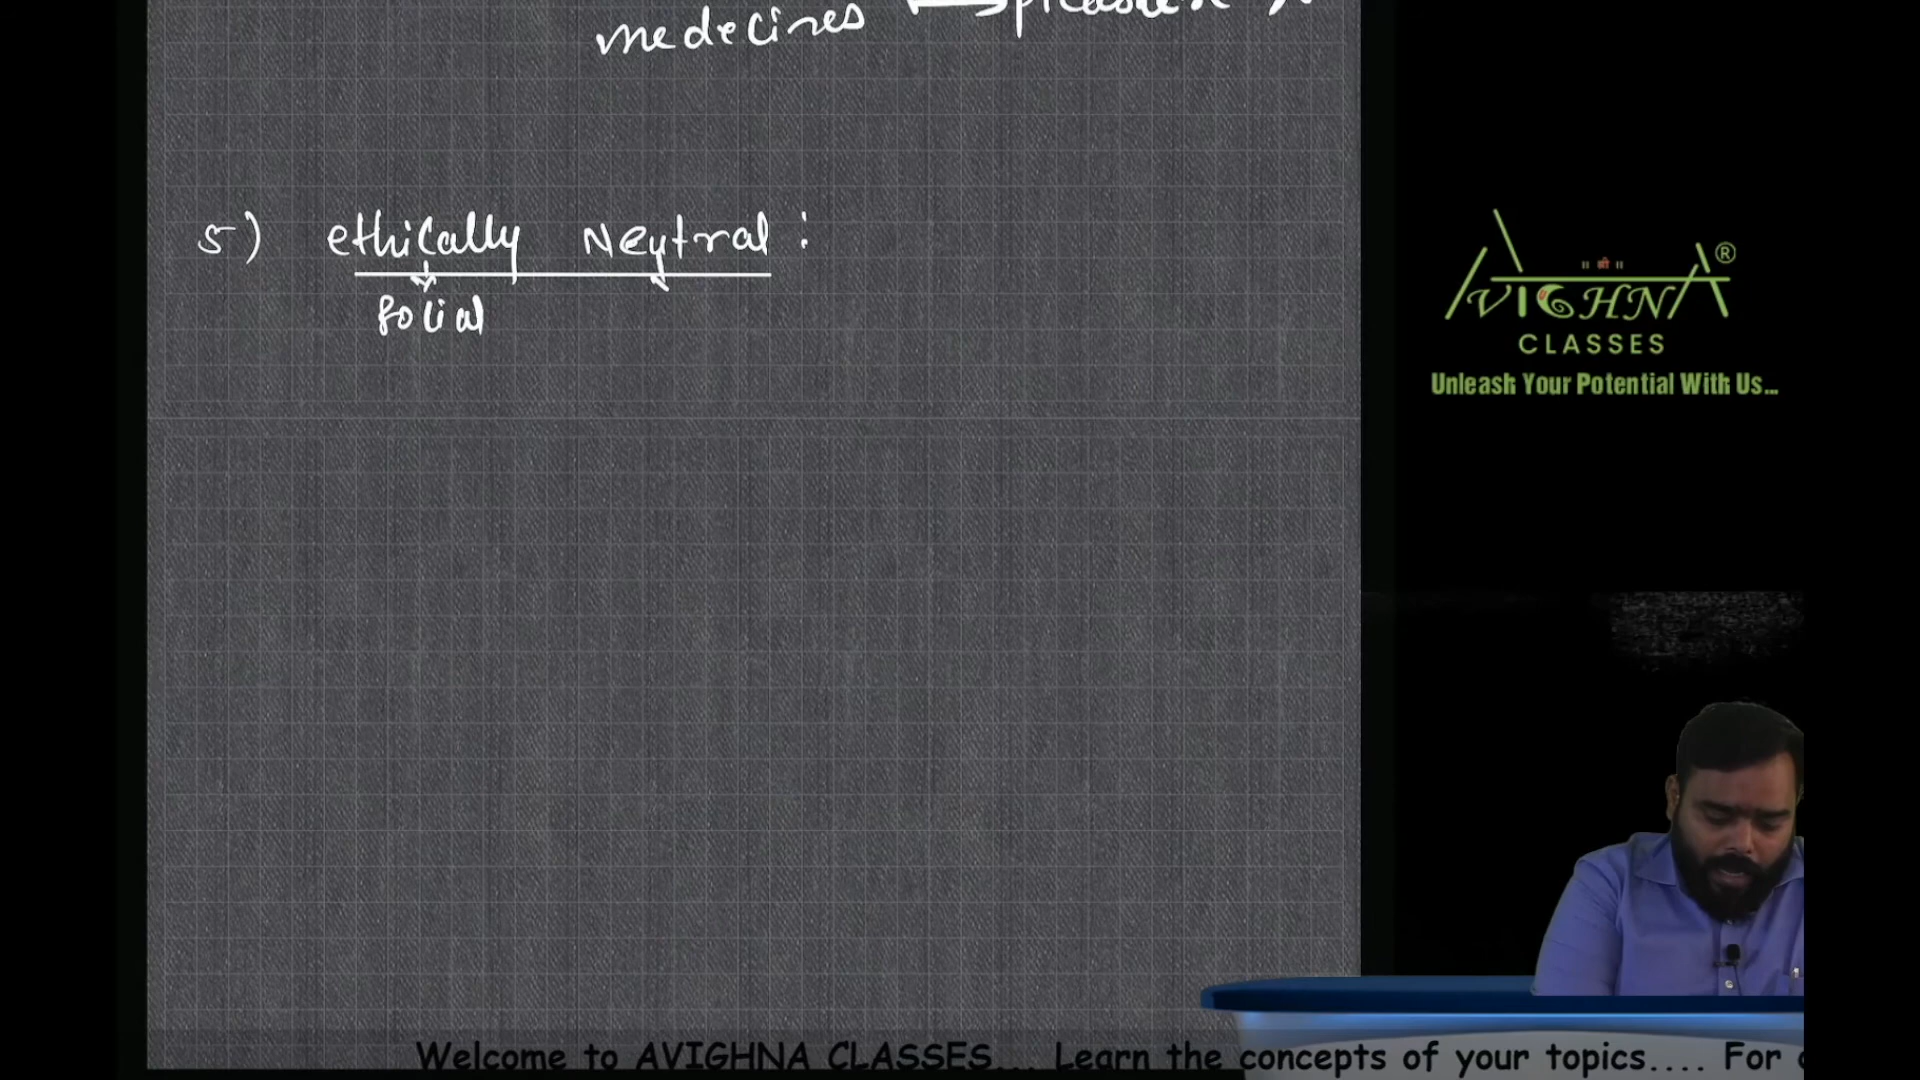 medecines
5) ethically Neytral :
social
॥ श्री ॥
AVIGHNA ®
CLASSES
Unleash Your Potential With Us...
Welcome to AVIGHNA CLASSES... Learn the concepts of your topics.... For